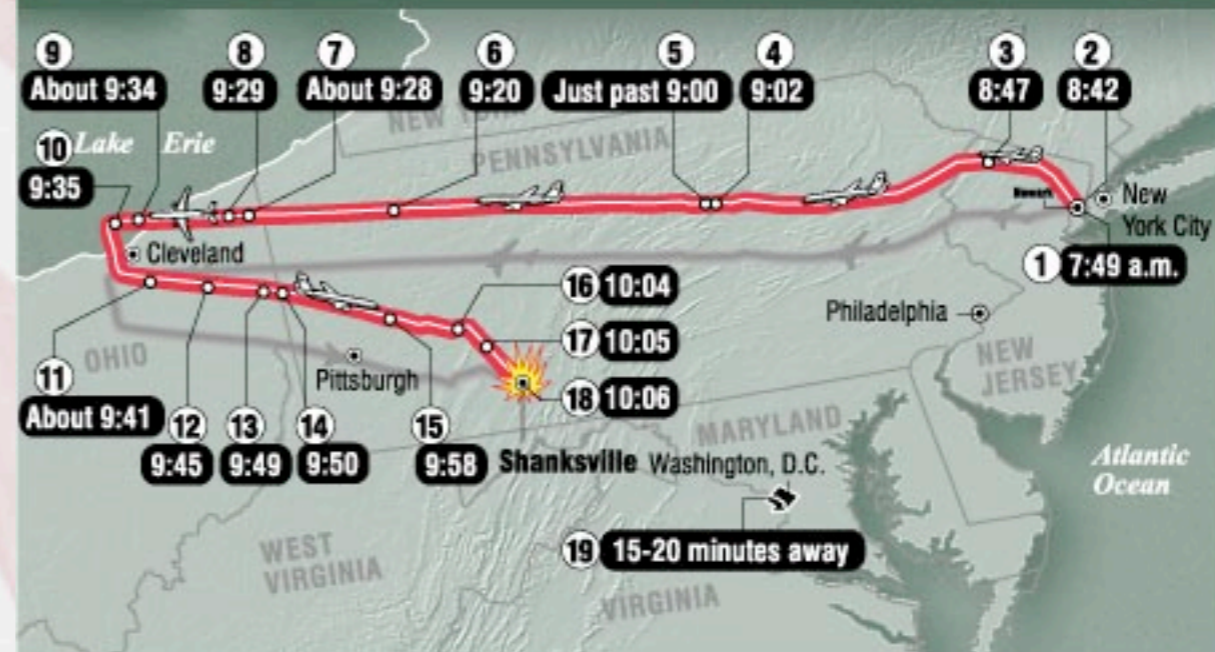 9
8
7
6
5
4
3
2
About 9:34
9:29
About 9:28
9:20
Just past 9:00
9:02
8:47
8:42
NEW YORK
PENNSYLVANIA
10
Lake Erie
9:35
Newark
New
York City
Cleveland
1
7:49 a.m.
16
10:04
Philadelphia
17
10:05
OHIO
NEW
JERSEY
11
Pittsburgh
18
10:06
About 9:41
12
13
14
15
MARYLAND
9:45
9:49
9:50
9:58
Shanksville
Washington, D.C.
Atlantic
Ocean
19
15-20 minutes away
WEST
VIRGINIA
VIRGINIA